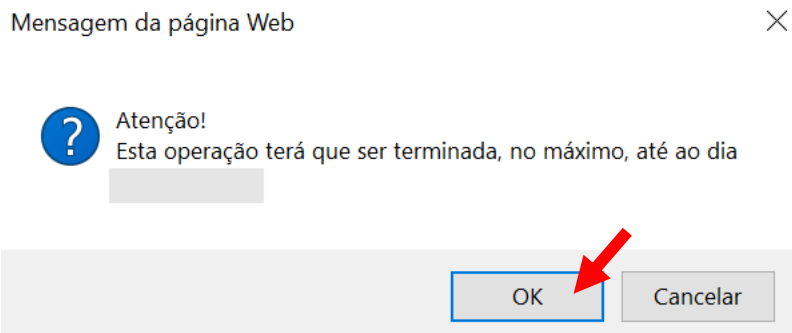 Mensagem da página Web
Atenção!
Esta operação terá que ser terminada, no máximo, até ao dia
OK
Cancelar